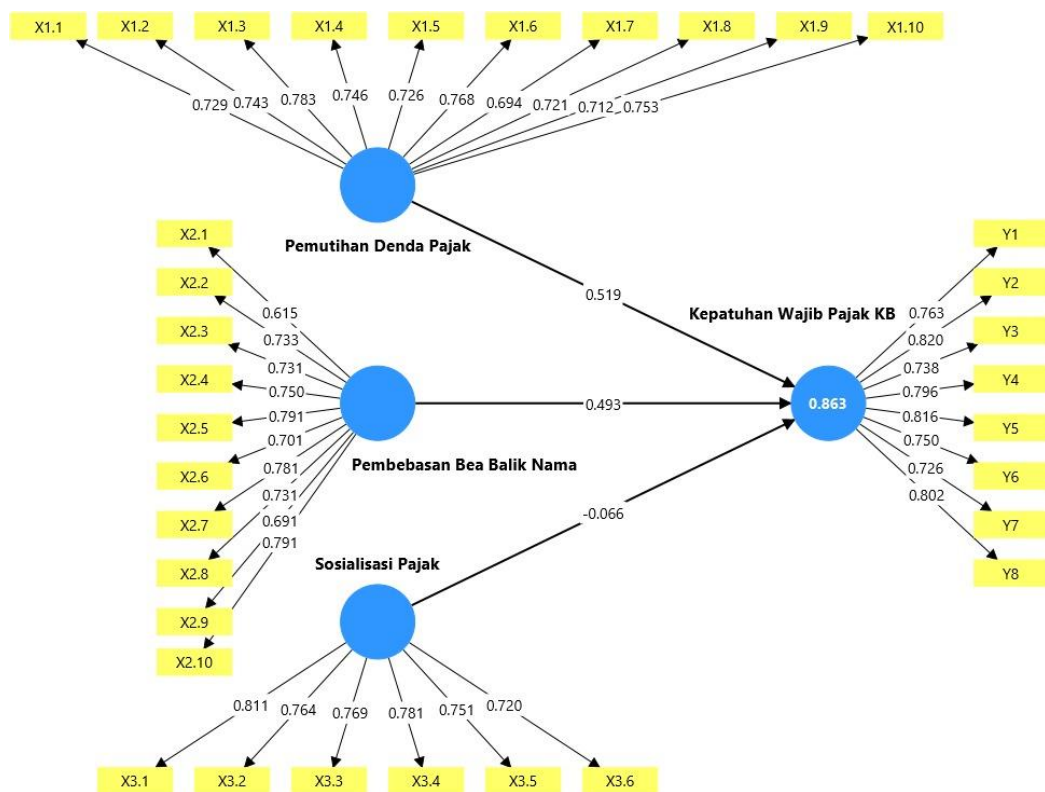 X1.1
X1.2
X1.3
X1.4
X1.5
X1.6
X1.7
X1.8
X1.9
X1.10
0.729
0.743
0.783
0.746
0.726
0.768
0.694
0.721
0.712
0.753
Pemutihan Denda Pajak
X2.1
X2.2
X2.3
X2.4
X2.5
X2.6
X2.7
X2.8
X2.9
X2.10
0.615
0.733
0.731
0.750
0.791
0.701
0.781
0.731
0.691
0.791
Pembebasan Bea Balik Nama
0.519
0.493
-0.066
Kepatuhan Wajib Pajak KB
0.863
0.763
0.820
0.738
0.796
0.816
0.750
0.726
0.802
Y1
Y2
Y3
Y4
Y5
Y6
Y7
Y8
Sosialisasi Pajak
0.811
0.764
0.769
0.781
0.751
0.720
X3.1
X3.2
X3.3
X3.4
X3.5
X3.6